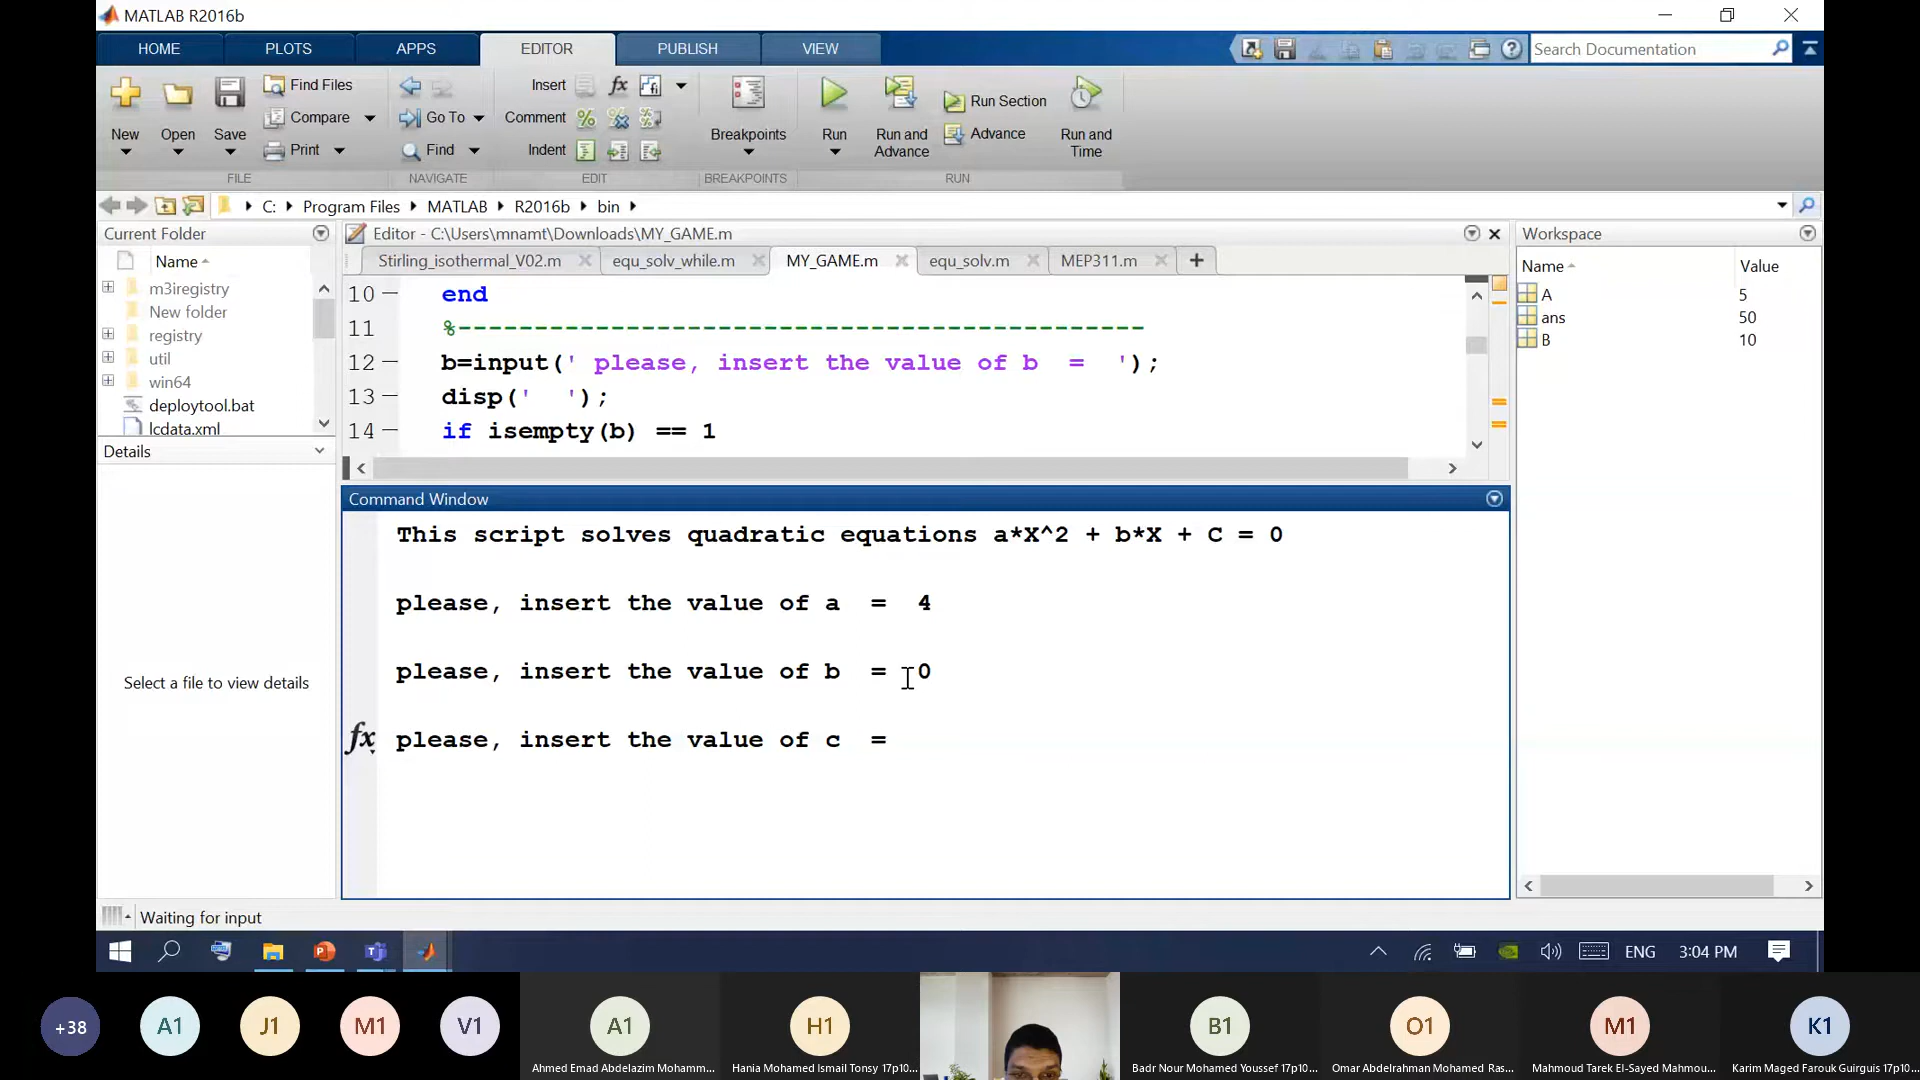 MATLAB R2016b
HOME PLOTS APPS EDITOR PUBLISH VIEW
Search Documentation
New Open Save Find Files Compare Print
FILE
Go To Find
NAVIGATE
Insert fx
Comment
Indent
EDIT
Breakpoints
BREAKPOINTS
Run
Run and Advance
Run Section
Advance
Run and Time
RUN
C: Program Files MATLAB R2016b bin
Current Folder
Name
m3iregistry
New folder
registry
util
win64
deploytool.bat
lcdata.xml
Details
Select a file to view details
Editor - C:\Users\mnamt\Downloads\MY_GAME.m
Stirling_isothermal_V02.m equ_solv_while.m MY_GAME.m equ_solv.m MEP311.m +
10 – end
11 %---------------------------------------------
12 – b=input(' please, insert the value of b  =  ');
13 – disp('  ');
14 – if isempty(b) == 1
Command Window
This script solves quadratic equations a*X^2 + b*X + C = 0
please, insert the value of a  =  4
please, insert the value of b  =  0
fx please, insert the value of c  =
Workspace
Name Value
A 5
ans 50
B 10
Waiting for input
ENG 3:04 PM
+38 A1 J1 M1 V1 A1 H1 B1 O1 M1 K1
Ahmed Emad Abdelazim Mohamm...
Hania Mohamed Ismail Tonsy 17p10...
Badr Nour Mohamed Youssef 17p10...
Omar Abdelrahman Mohamed Ras...
Mahmoud Tarek El-Sayed Mahmou...
Karim Maged Farouk Guirguis 17p10...